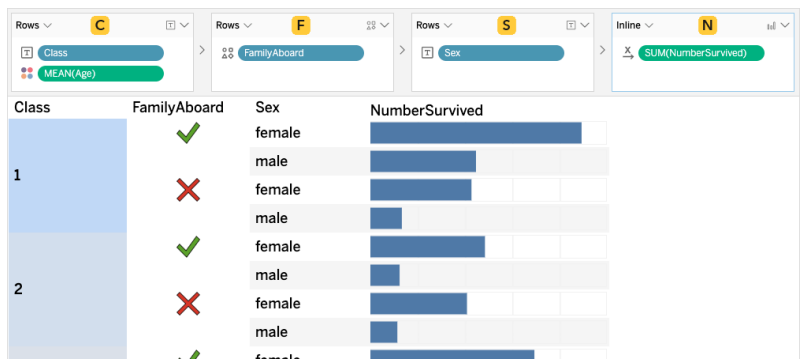 Rows C T Rows F Rows S T Inline N
T Class FamilyAboard T Sex X SUM(NumberSurvived)
MEAN(Age)
Class FamilyAboard Sex NumberSurvived
female
male
1
female
male
female
male
2
female
male
female